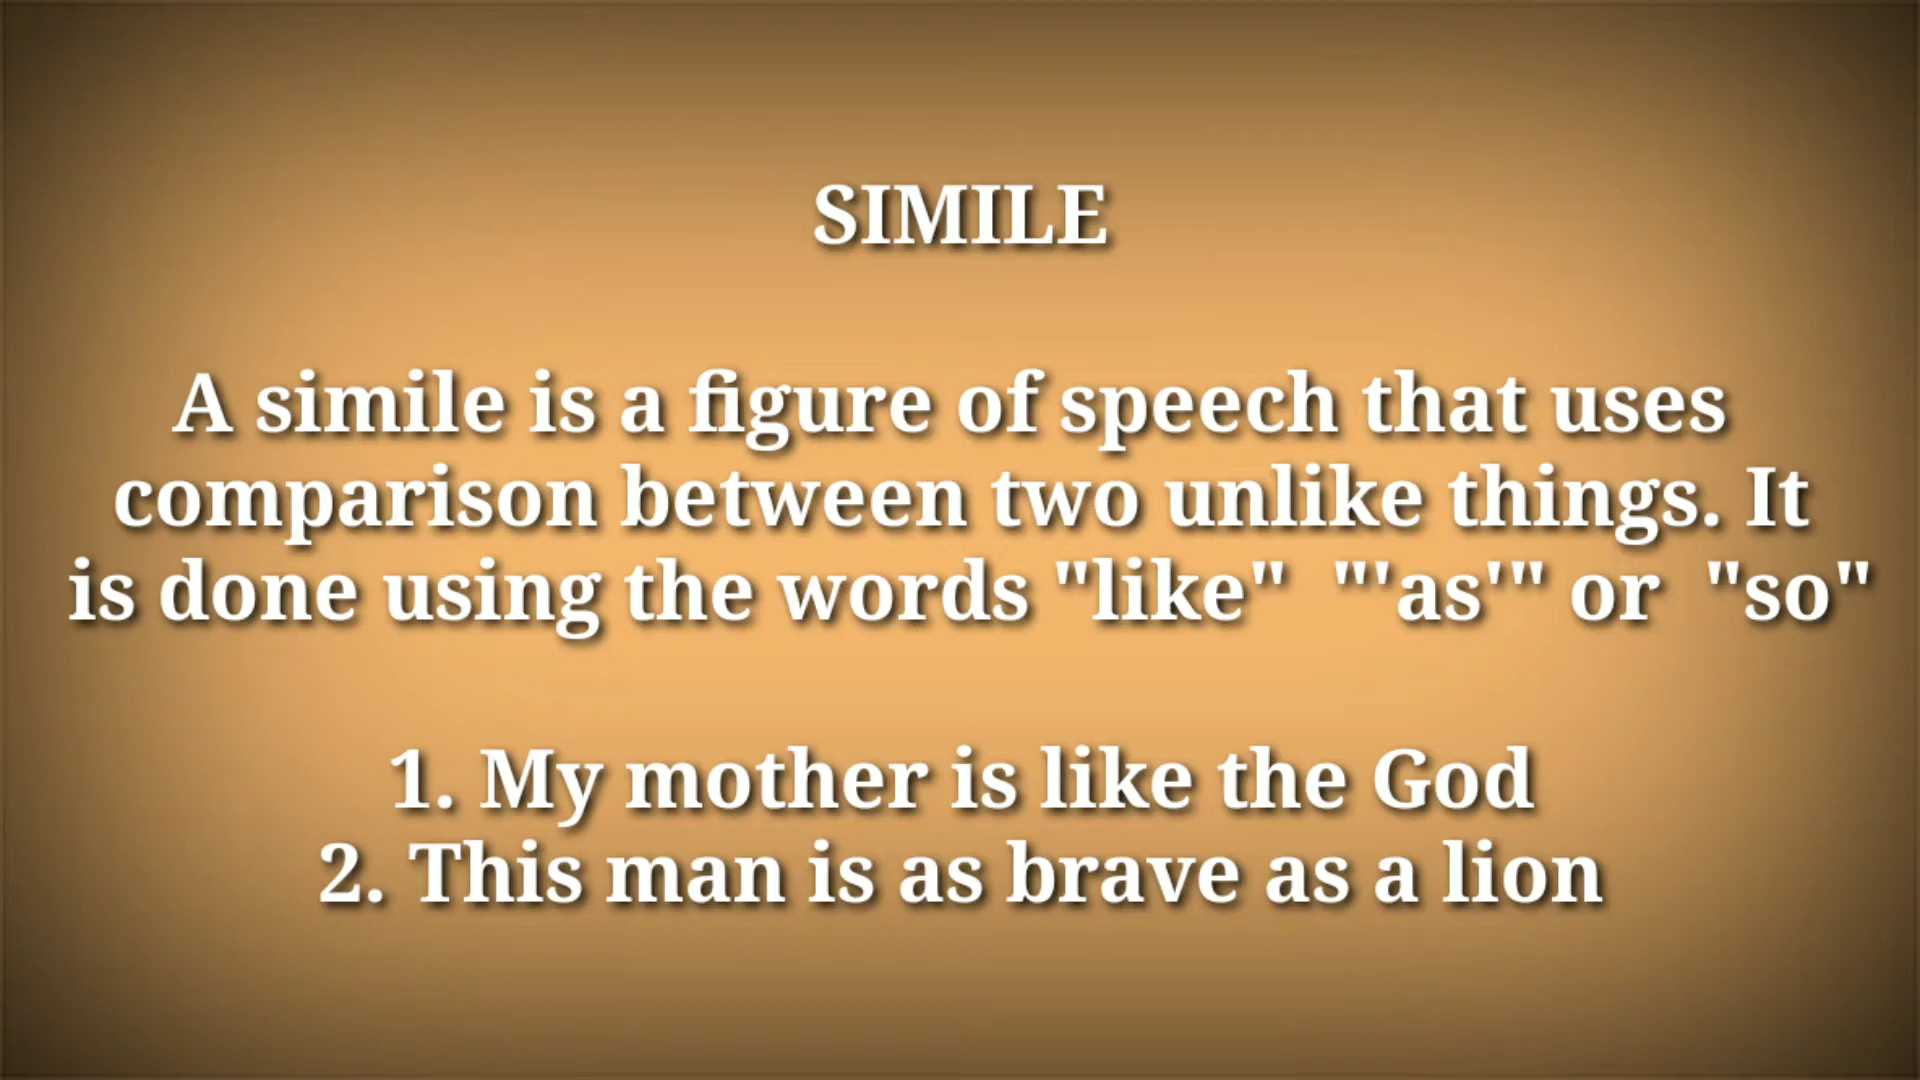 SIMILE
A simile is a figure of speech that uses
comparison between two unlike things. It
is done using the words "like" "'as'" or "so"
1. My mother is like the God
2. This man is as brave as a lion